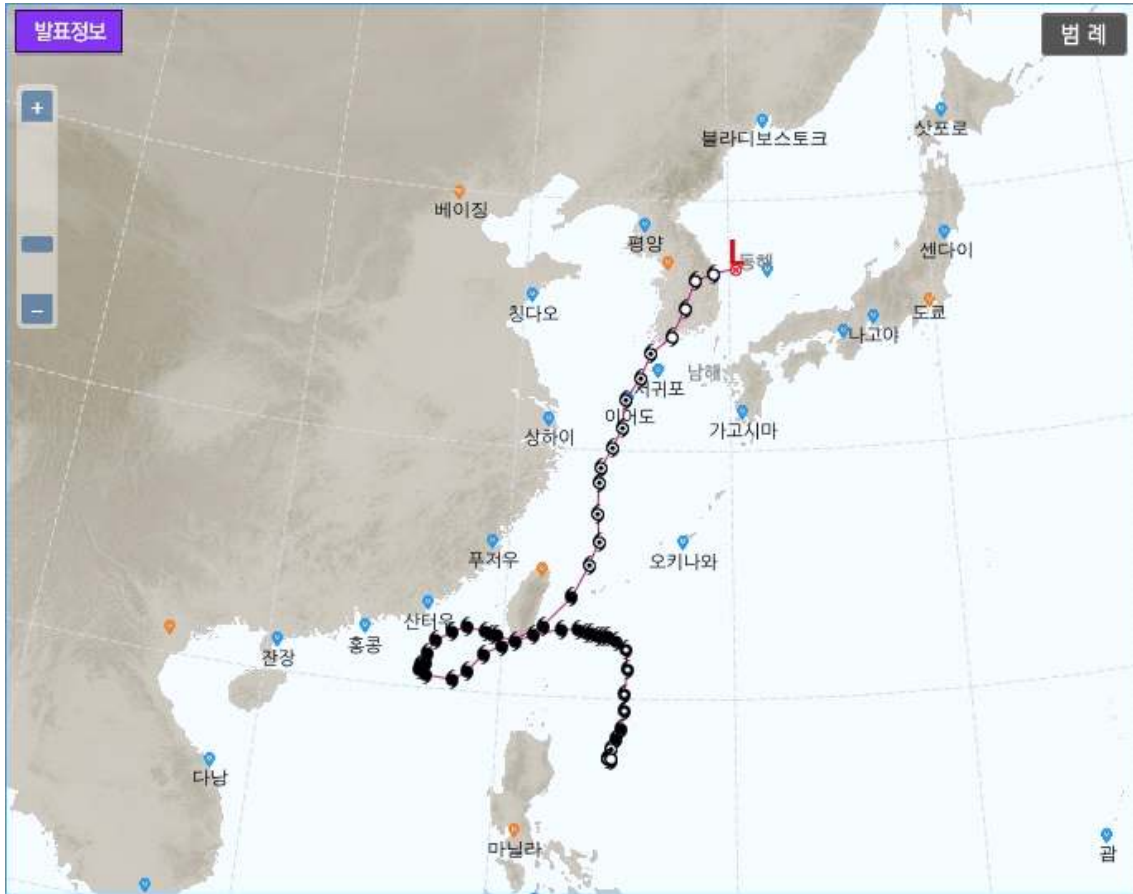 발표정보
범 례
+
−
삿포로
블라디보스토크
베이징
평양
센다이
L
동해
칭다오
도쿄
나고야
남해
서귀포
이어도
가고시마
상하이
푸저우
오키나와
산터우
홍콩
잔장
다낭
마닐라
괌